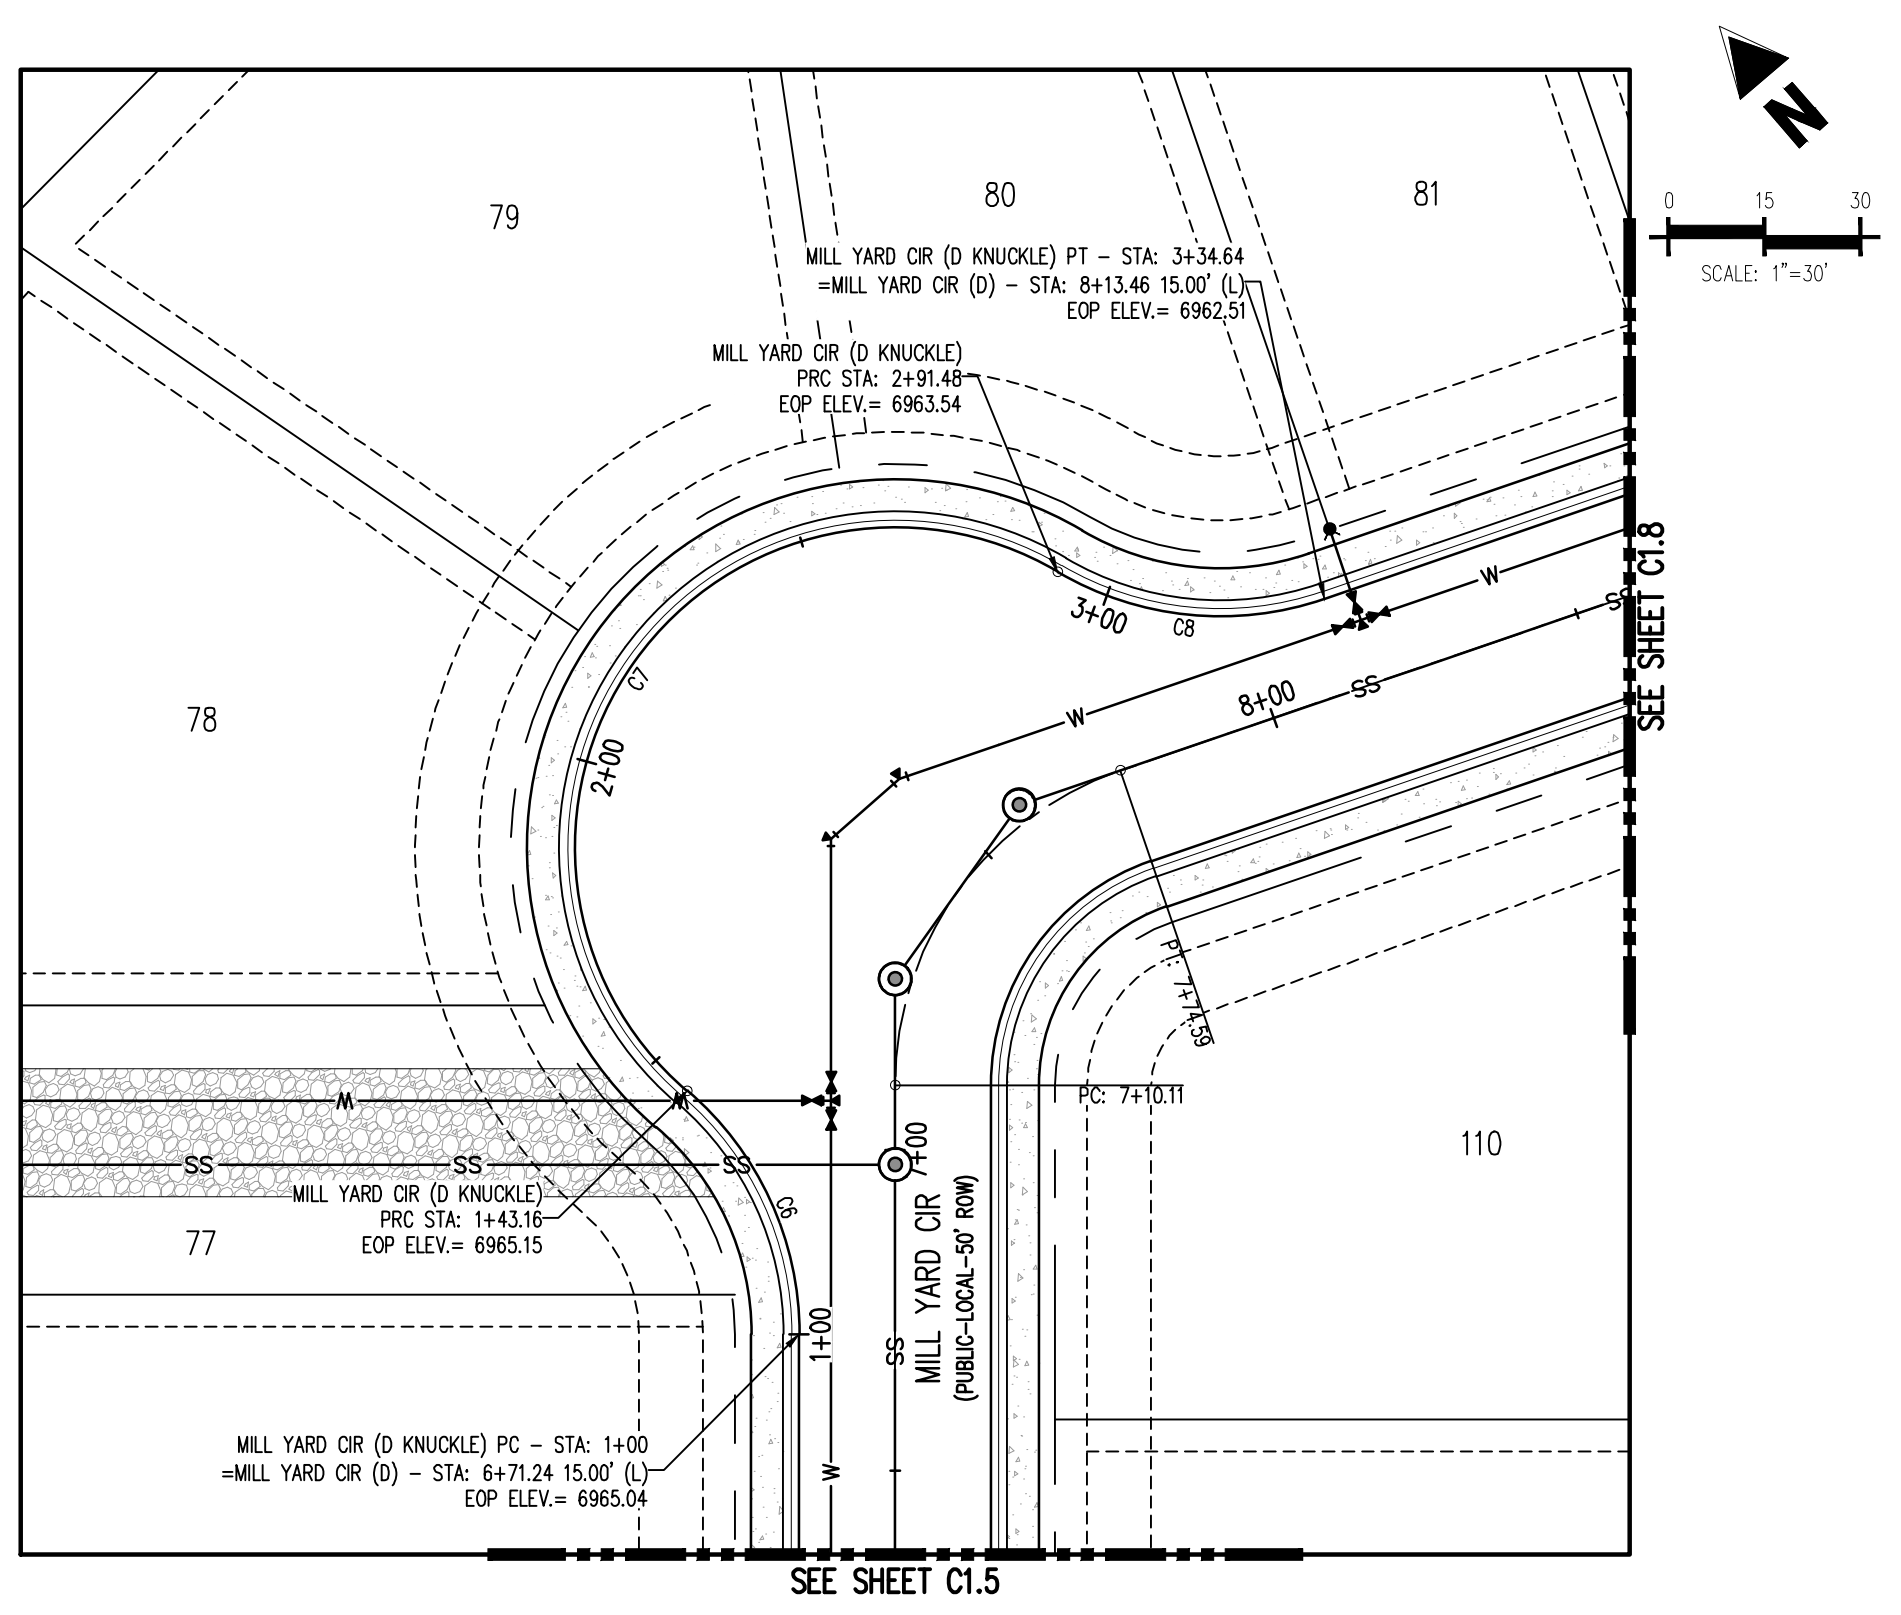 N
0 15 30
SCALE: 1"=30'
79
80
81
MILL YARD CIR (D KNUCKLE) PT - STA: 3+34.64
=MILL YARD CIR (D) - STA: 8+13.46 15.00' (L)
EOP ELEV.= 6962.51
MILL YARD CIR (D KNUCKLE)
PRC STA: 2+91.48
EOP ELEV.= 6963.54
SEE SHEET C1.8
W
SS
3+00
C8
C7
78
2+00
W
8+00
SS
PT: 7+74.59
PC: 7+10.11
W
W
SS
SS
SS
7+00
110
MILL YARD CIR (D KNUCKLE)
PRC STA: 1+43.16
EOP ELEV.= 6965.15
C6
77
MILL YARD CIR
(PUBLIC-LOCAL-50' ROW)
1+00
SS
W
MILL YARD CIR (D KNUCKLE) PC - STA: 1+00
=MILL YARD CIR (D) - STA: 6+71.24 15.00' (L)
EOP ELEV.= 6965.04
SEE SHEET C1.5